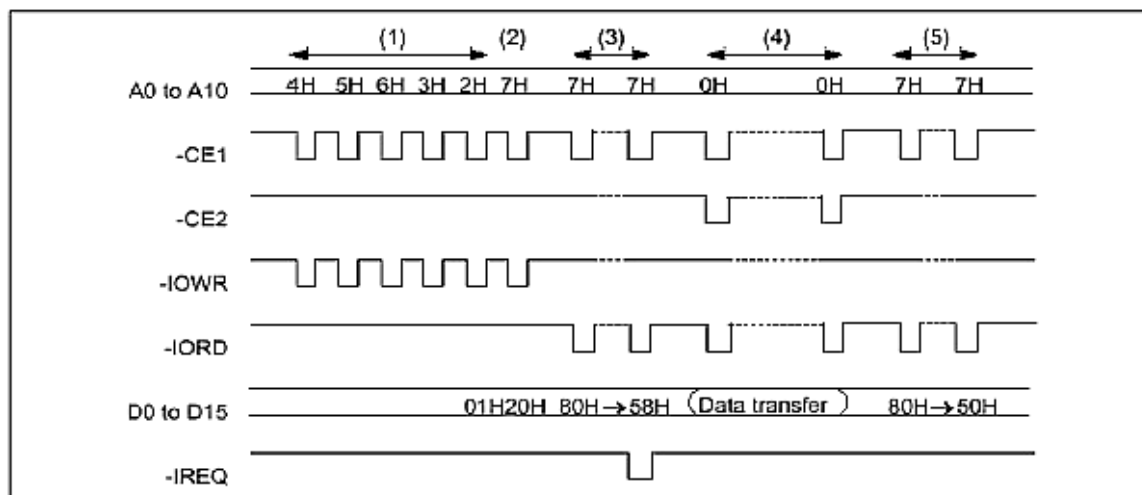 (1) (2) (3) (4) (5)
A0 to A10 4H 5H 6H 3H 2H 7H 7H 7H 0H 0H 7H 7H
-CE1
-CE2
-IOWR
-IORD
D0 to D15 01H20H 80H→58H (Data transfer) 80H→50H
-IREQ